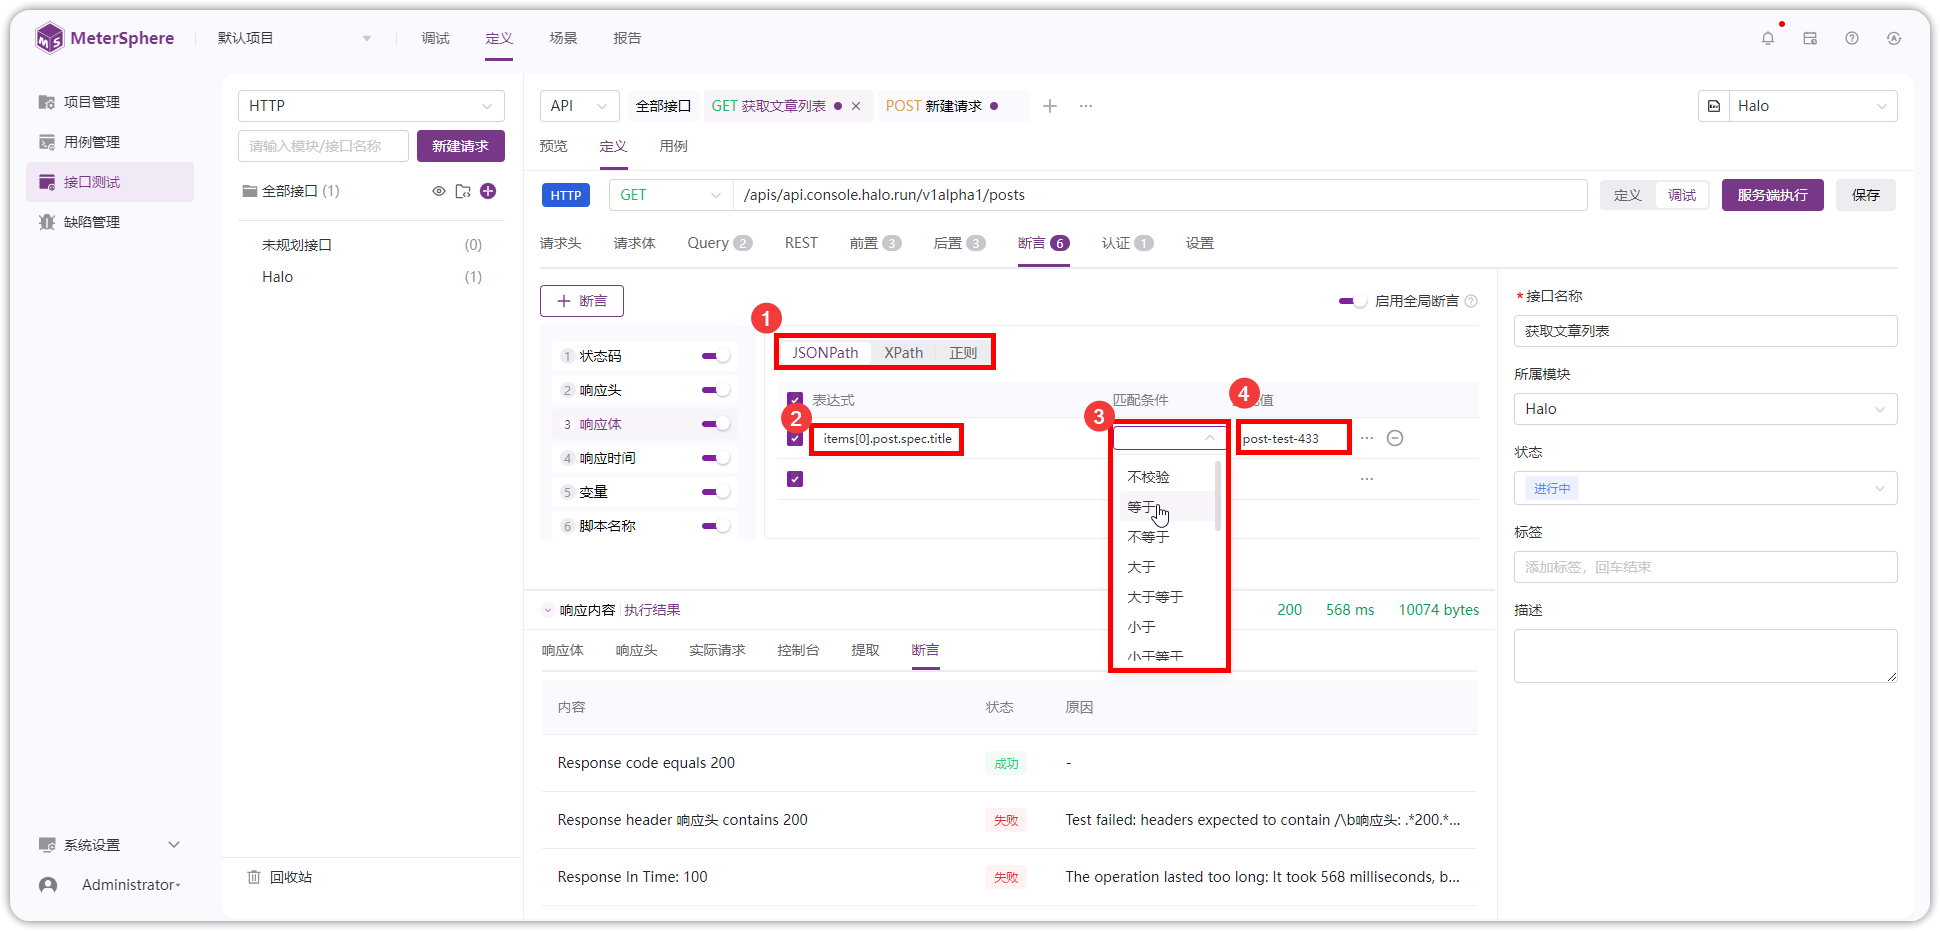 MeterSphere
默认项目
调试
定义
场景
报告
项目管理
用例管理
接口测试
缺陷管理
系统设置
Administrator
HTTP
请输入模块/接口名称
新建请求
全部接口 (1)
未规划接口 (0)
Halo (1)
回收站
API
全部接口
GET 获取文章列表
POST 新建请求
Halo
预览
定义
用例
HTTP
GET
/apis/api.console.halo.run/v1alpha1/posts
定义
调试
服务端执行
保存
请求头
请求体
Query 2
REST
前置 3
后置 3
断言 6
认证 1
设置
断言
启用全局断言
1 状态码
2 响应头
3 响应体
4 响应时间
5 变量
6 脚本名称
1
JSONPath
XPath
正则
表达式
匹配条件
值
2
3
4
items[0].post.spec.title
post-test-433
不校验
等于
不等于
大于
大于等于
小于
小于等于
响应内容
执行结果
200
568 ms
10074 bytes
响应体
响应头
实际请求
控制台
提取
断言
内容
状态
原因
Response code equals 200
成功
-
Response header 响应头 contains 200
失败
Test failed: headers expected to contain /\b响应头: .*200.*...
Response In Time: 100
失败
The operation lasted too long: It took 568 milliseconds, b...
*接口名称
获取文章列表
所属模块
Halo
状态
进行中
标签
添加标签，回车结束
描述